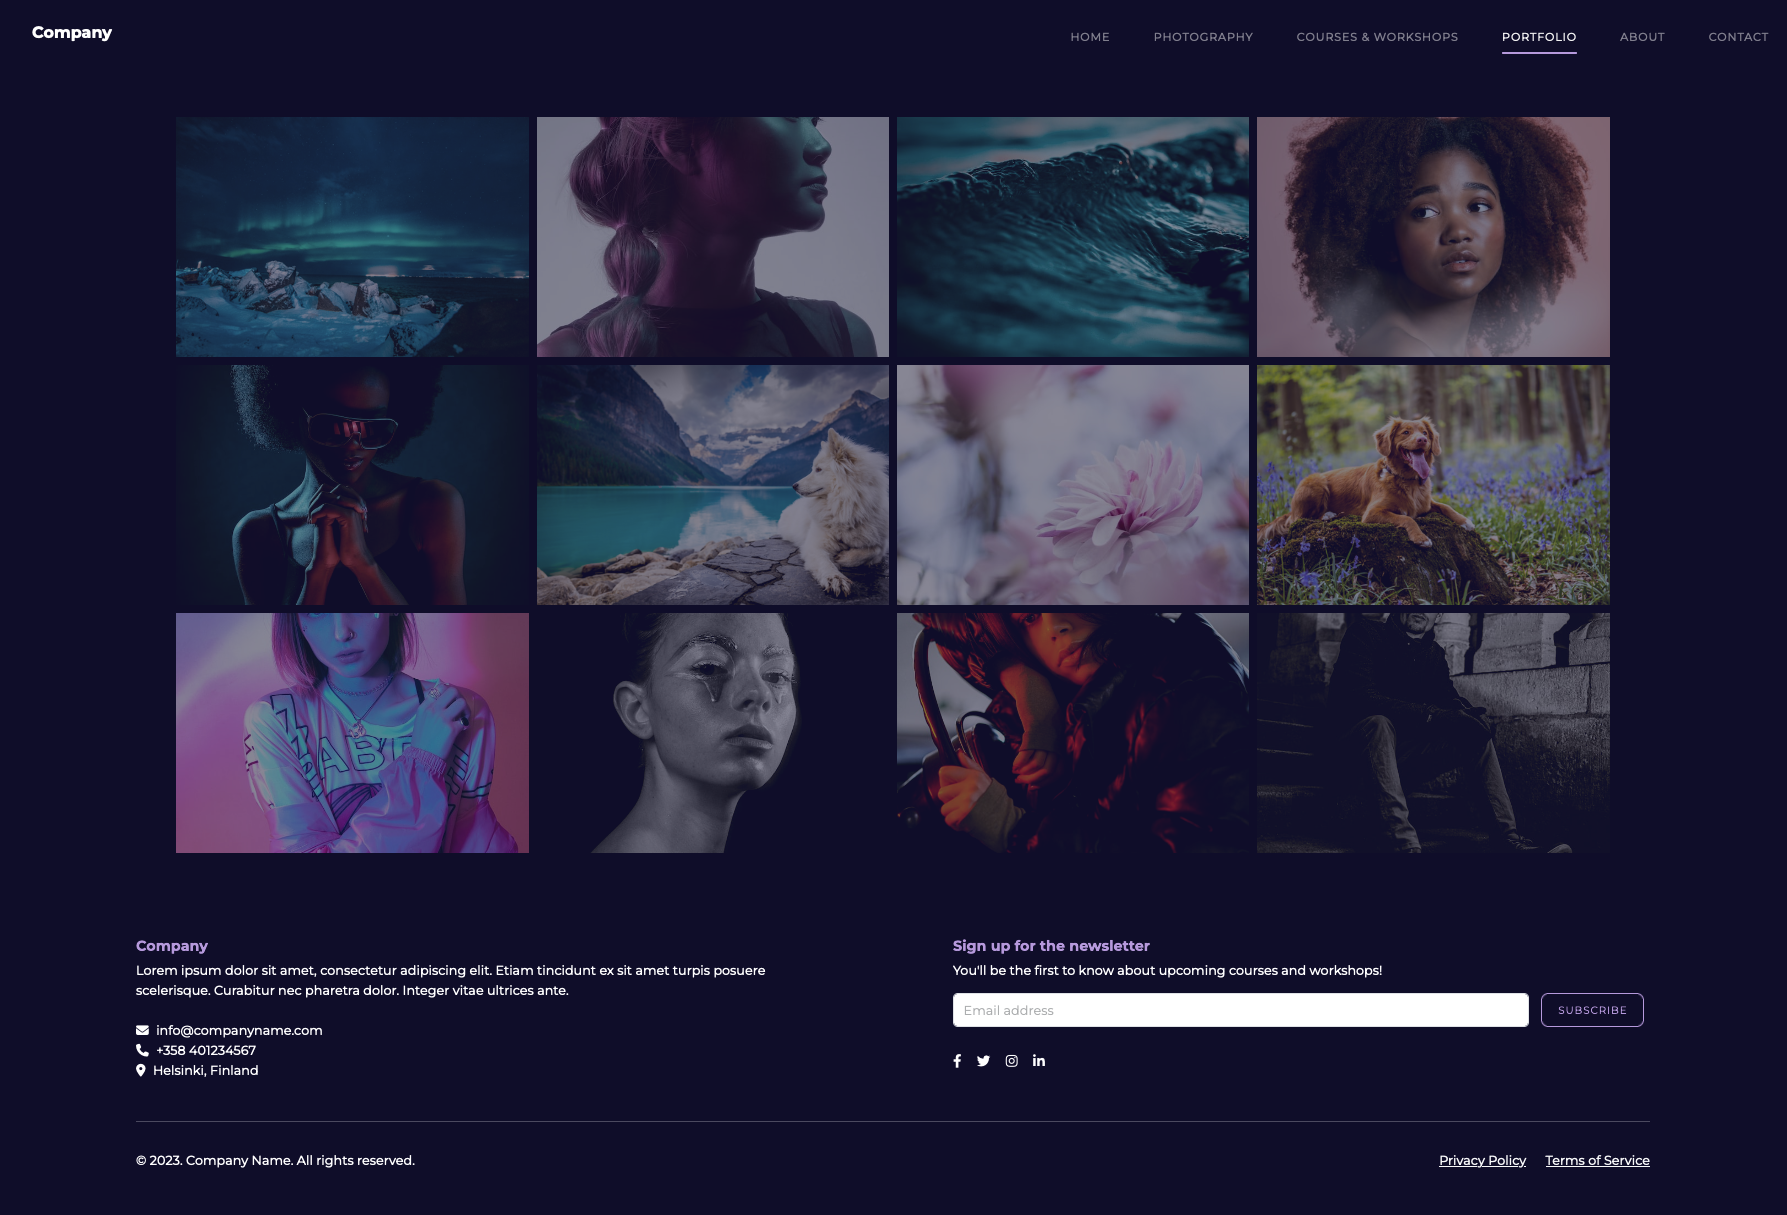 Company
HOME PHOTOGRAPHY COURSES & WORKSHOPS PORTFOLIO ABOUT CONTACT
ABE
Company
Lorem ipsum dolor sit amet, consectetur adipiscing elit. Etiam tincidunt ex sit amet turpis posuere
scelerisque. Curabitur nec pharetra dolor. Integer vitae ultrices ante.
info@companyname.com
+358 401234567
Helsinki, Finland
Sign up for the newsletter
You'll be the first to know about upcoming courses and workshops!
Email address
SUBSCRIBE
© 2023. Company Name. All rights reserved.
Privacy Policy Terms of Service